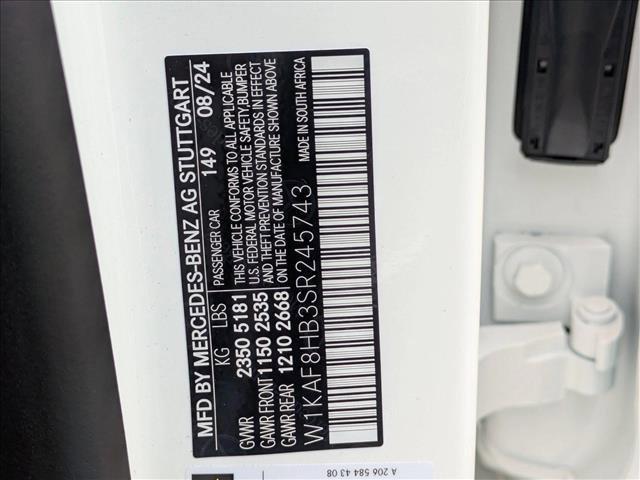 MFD BY MERCEDES-BENZ AG STUTTGART
149 08/24
KG LBS PASSENGER CAR
GVWR 2350 5181
GAWR FRONT 1150 2535
GAWR REAR 1210 2668
THIS VEHICLE CONFORMS TO ALL APPLICABLE
U.S. FEDERAL MOTOR VEHICLE SAFETY,BUMPER
AND THEFT PREVENTION STANDARDS IN EFFECT
ON THE DATE OF MANUFACTURE SHOWN ABOVE
MADE IN SOUTH AFRICA
W1KAF8HB3SR245743
A 206 584 43 08